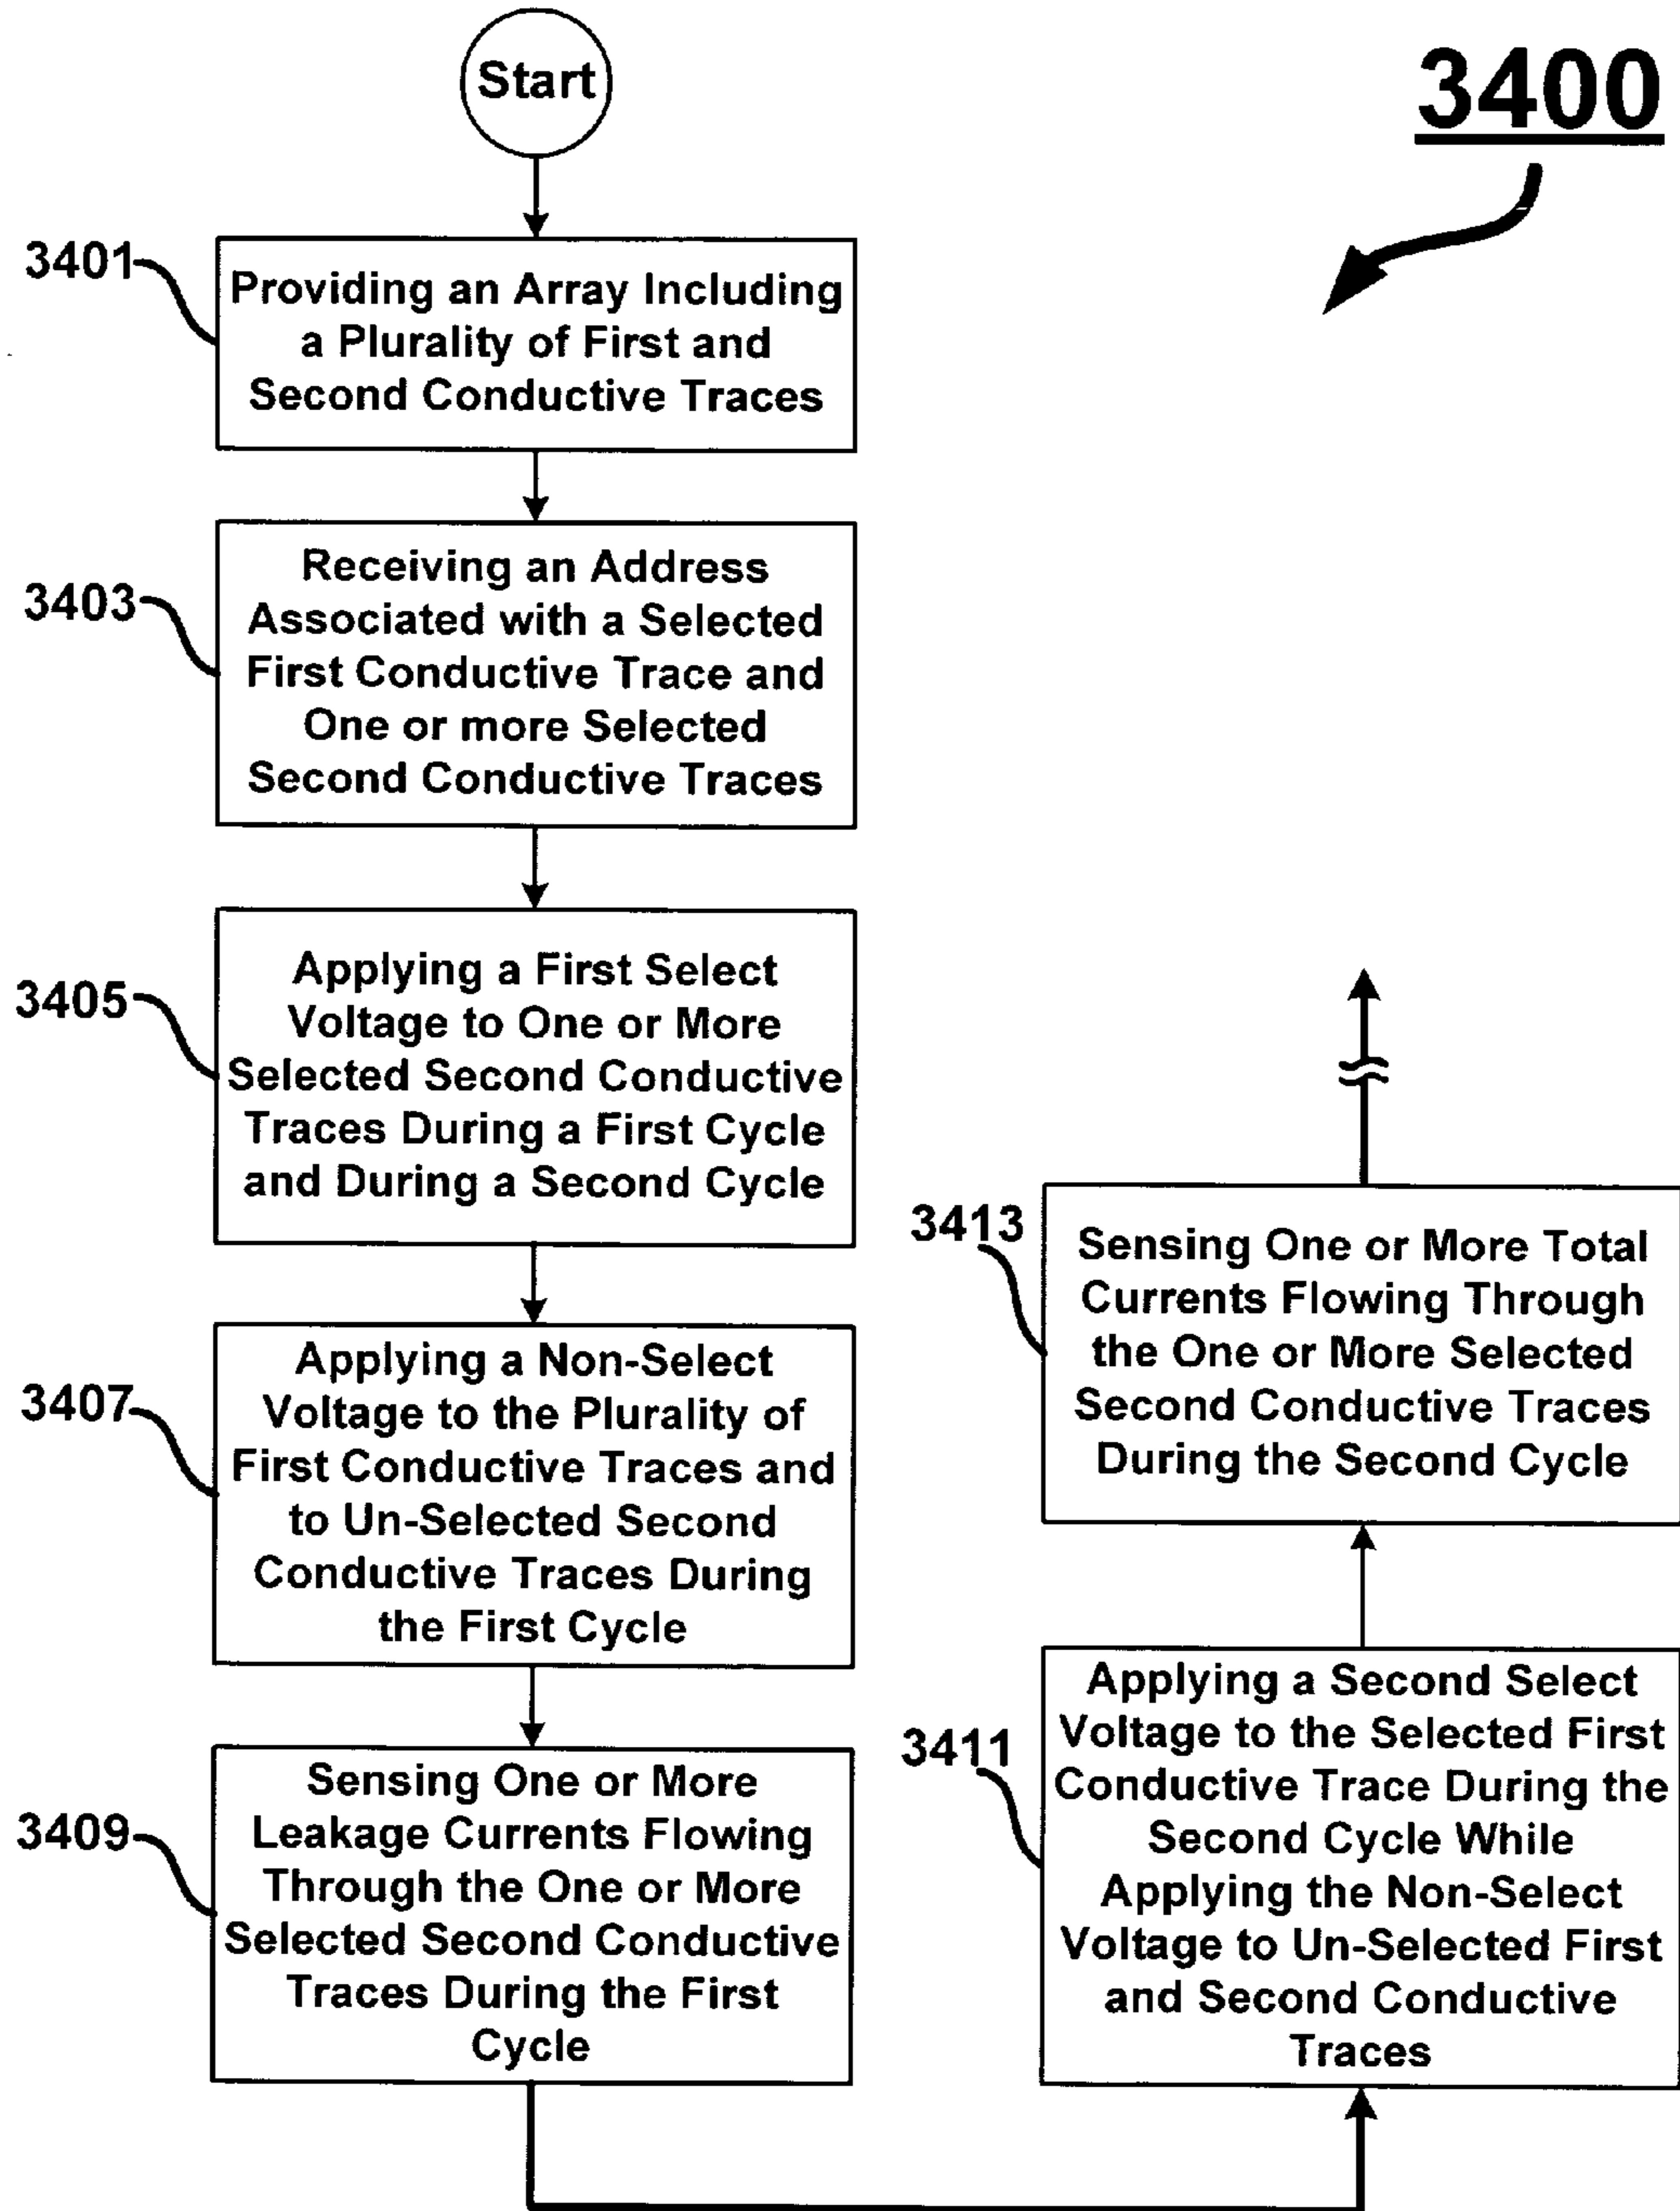 Start
3400
3401
Providing an Array Including
a Plurality of First and
Second Conductive Traces
3403
Receiving an Address
Associated with a Selected
First Conductive Trace and
One or more Selected
Second Conductive Traces
3405
Applying a First Select
Voltage to One or More
Selected Second Conductive
Traces During a First Cycle
and During a Second Cycle
3407
Applying a Non-Select
Voltage to the Plurality of
First Conductive Traces and
to Un-Selected Second
Conductive Traces During
the First Cycle
3409
Sensing One or More
Leakage Currents Flowing
Through the One or More
Selected Second Conductive
Traces During the First
Cycle
3411
Applying a Second Select
Voltage to the Selected First
Conductive Trace During the
Second Cycle While
Applying the Non-Select
Voltage to Un-Selected First
and Second Conductive
Traces
3413
Sensing One or More Total
Currents Flowing Through
the One or More Selected
Second Conductive Traces
During the Second Cycle